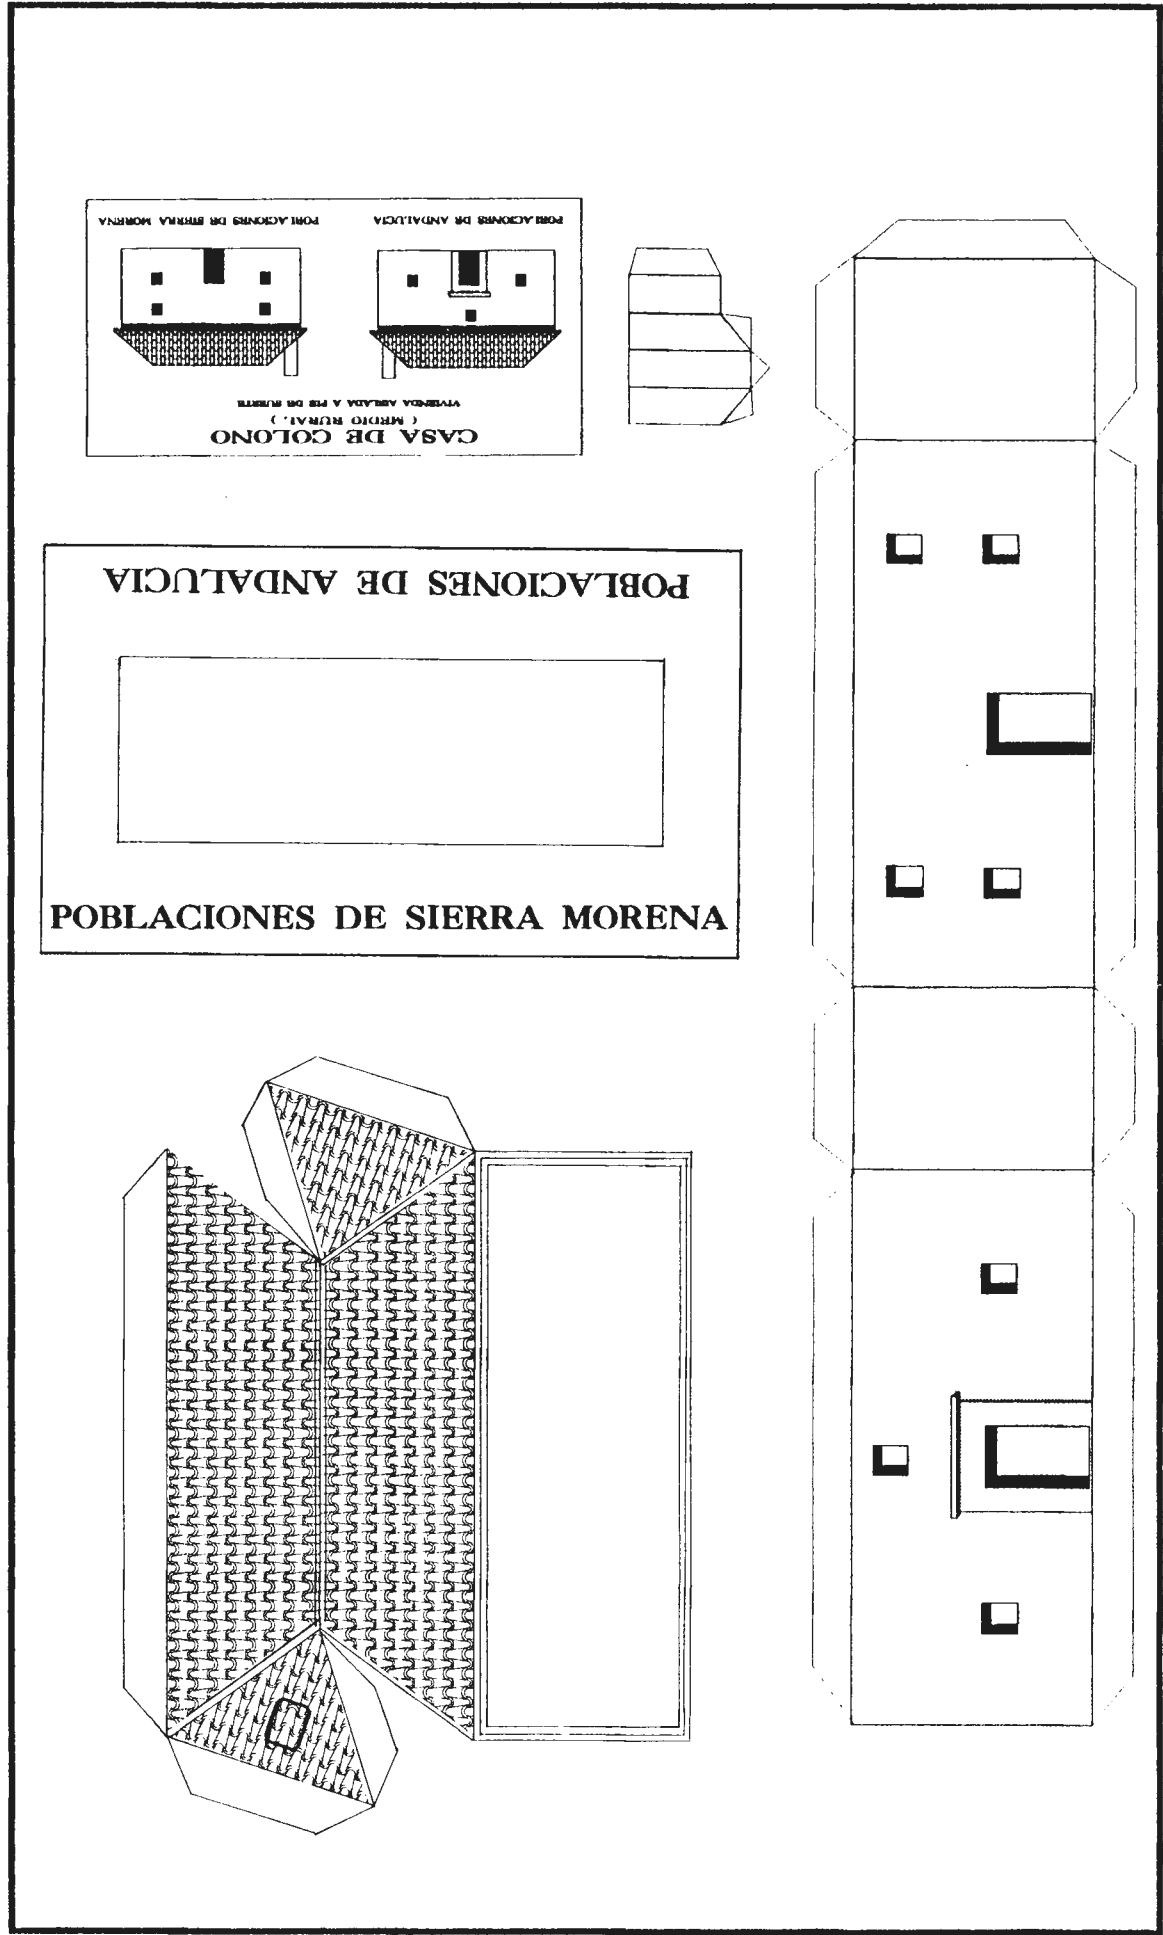 CASA DE COLONO
( MEDIO RURAL. )
VIVIENDA AISLADA A PIE DE SUERTE
POBLACIONES DE ANDALUCIA
POBLACIONES DE SIERRA MORENA
POBLACIONES DE ANDALUCIA
POBLACIONES DE SIERRA MORENA